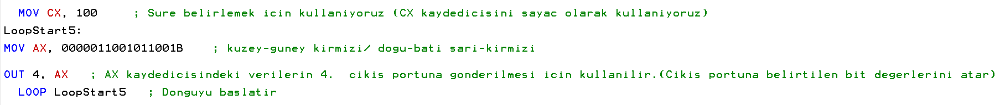 MOV CX, 100 ; Sure belirlemek icin kullaniyoruz (CX kaydedicisini sayac olarak kullaniyoruz)
LoopStart5:
MOV AX, 0000011001011001B ; kuzey-guney kirmizi/ dogu-bati sari-kirmizi
OUT 4, AX ; AX kaydedicisindeki verilerin 4. cikis portuna gonderilmesi icin kullanilir.(Cikis portuna belirtilen bit degerlerini atar)
LOOP LoopStart5 ; Donguyu baslatir